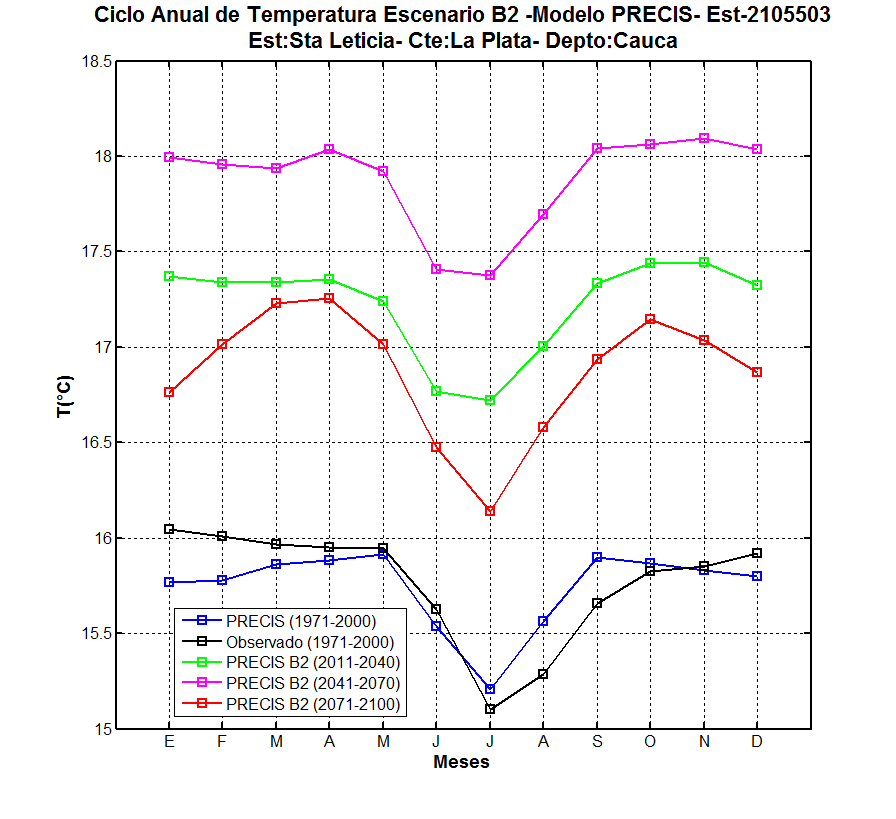 Ciclo Anual de Temperatura Escenario B2 -Modelo PRECIS- Est-2105503
Est:Sta Leticia- Cte:La Plata- Depto:Cauca
18.5
18
17.5
17
16.5
16
15.5
15
T(°C)
PRECIS (1971-2000)
Observado (1971-2000)
PRECIS B2 (2011-2040)
PRECIS B2 (2041-2070)
PRECIS B2 (2071-2100)
E F M A M J J A S O N D
Meses